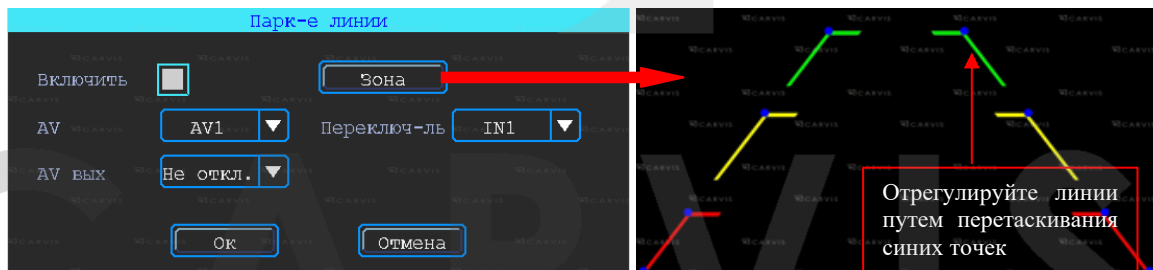 Парк-е линии
Включить
Зона
AV
AV1
Переключ-ль
IN1
AV вых
Не откл.
Ок
Отмена
Отрегулируйте линии
путем перетаскивания
синих точек
CARVIS